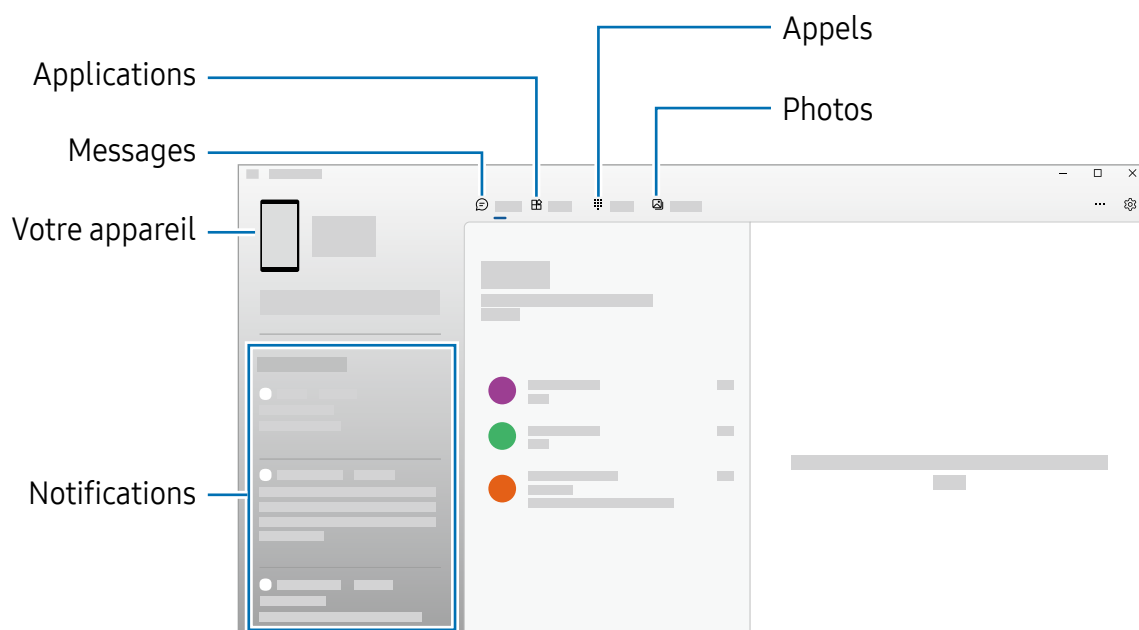 Appels
Applications
Photos
Messages
Votre appareil
Notifications